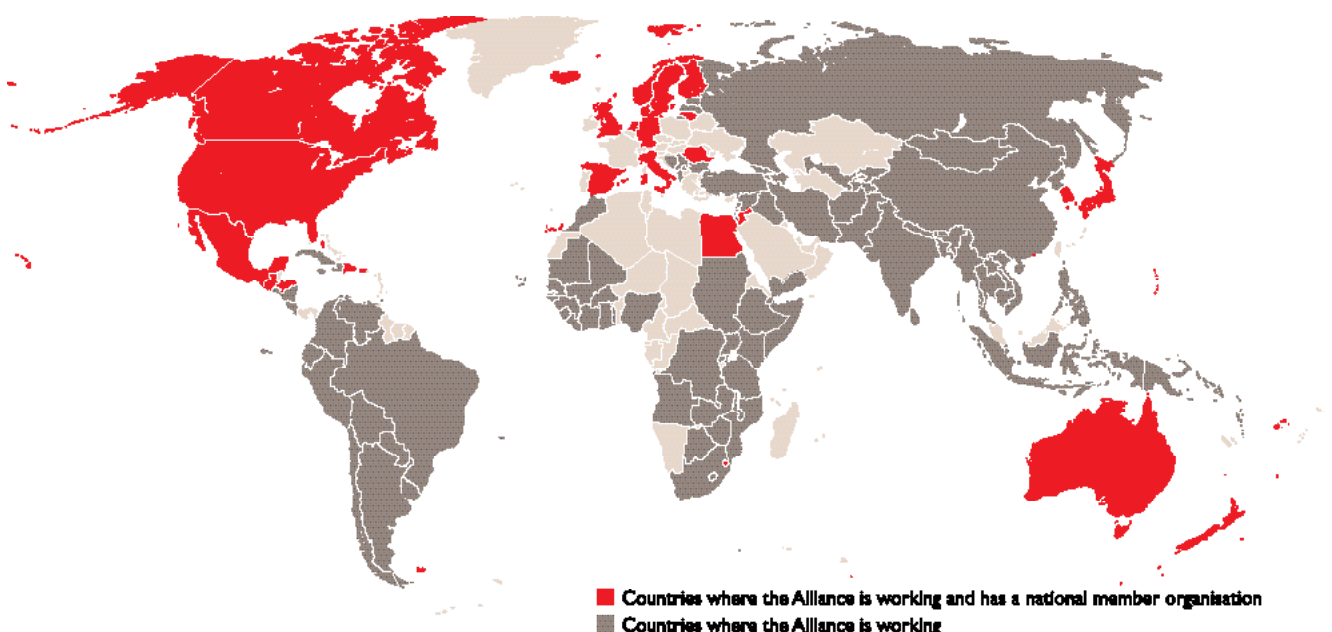 Countries where the Alliance is working and has a national member organisation
Countries where the Alliance is working